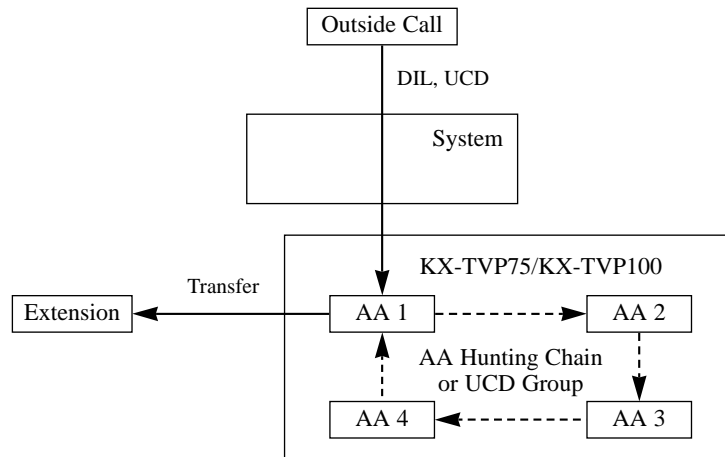 Outside Call
DIL, UCD
System
KX-TVP75/KX-TVP100
Transfer
Extension
AA 1
AA 2
AA Hunting Chain
or UCD Group
AA 4
AA 3